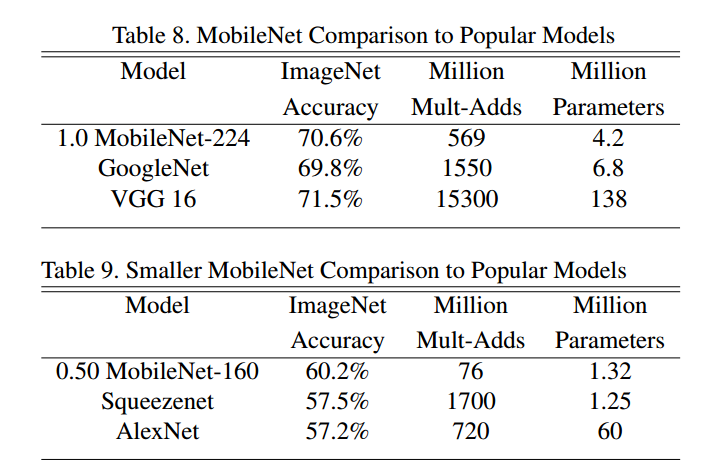 Table 8. MobileNet Comparison to Popular Models
Model ImageNet Million Million
Accuracy Mult-Adds Parameters
1.0 MobileNet-224 70.6% 569 4.2
GoogleNet 69.8% 1550 6.8
VGG 16 71.5% 15300 138
Table 9. Smaller MobileNet Comparison to Popular Models
Model ImageNet Million Million
Accuracy Mult-Adds Parameters
0.50 MobileNet-160 60.2% 76 1.32
Squeezenet 57.5% 1700 1.25
AlexNet 57.2% 720 60